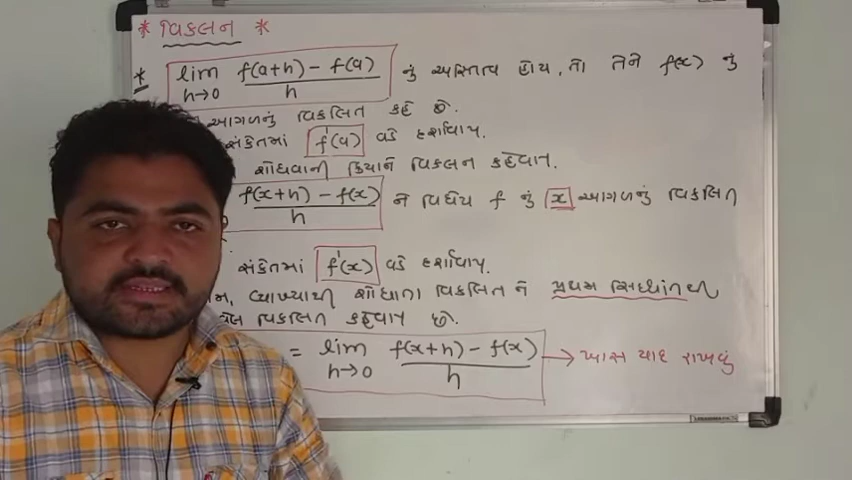 * વિકલન *
* lim h→0 f(a+h) - f(a) / h નું અસ્તિત્વ હોય, તો તેને f(x) નું
આગળનું વિકલિત કહે છે.
સંકેતમાં f'(a) વડે દર્શાવાય.
શોધવાની ક્રિયાને વિકલન કહેવાય.
f(x+h) - f(x) / h ને વિધેય f નું x આગળનું વિકલિત
સંકેતમાં f'(x) વડે દર્શાવાય.
વ્યાખ્યાથી શોધાતા વિકલિત ને પ્રથમ સિધ્ધાંતથી
વિકલિત કહેવાય છે.
= lim h→0 f(x+h) - f(x) / h → ખાસ યાદ રાખવું